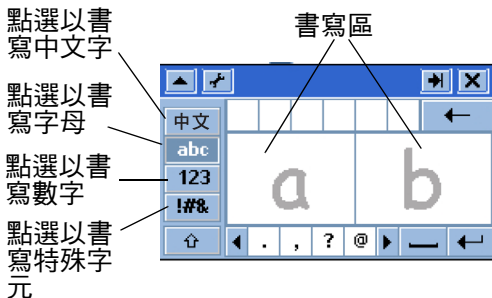 點選以書
寫中文字
書寫區
點選以書
寫字母
點選以書
寫數字
點選以書
寫特殊字
元
中文
abc
123
!#&
a b
. , ? @